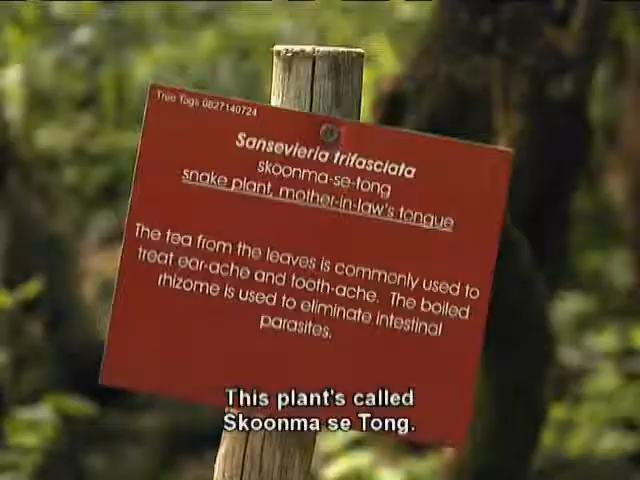 Tree Tags 0827140724
Sansevieria trifasciata
skoonma-se-tong
snake plant, mother-in-law's tongue
The tea from the leaves is commonly used to
treat ear-ache and tooth-ache. The boiled
rhizome is used to eliminate intestinal
parasites.
This plant's called
Skoonma se Tong.